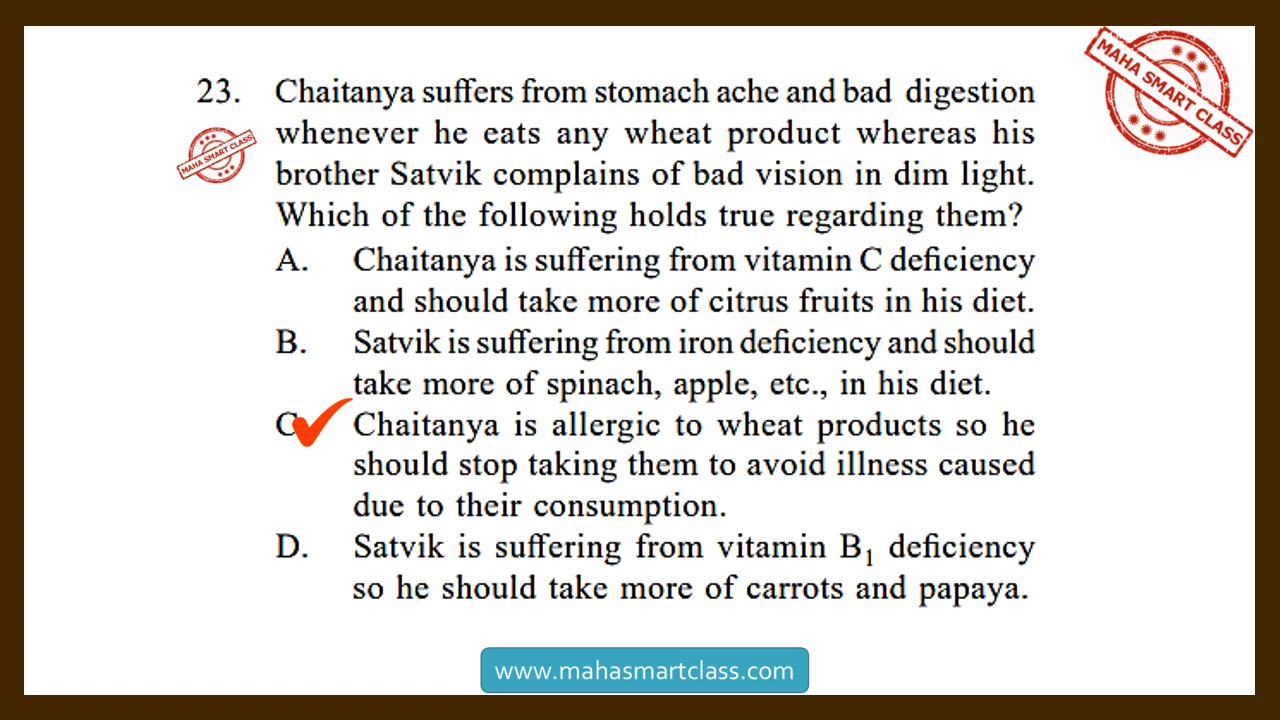 MAHA SMART CLASS
23. Chaitanya suffers from stomach ache and bad digestion
whenever he eats any wheat product whereas his
MAHA SMART CLASS
brother Satvik complains of bad vision in dim light.
Which of the following holds true regarding them?
A. Chaitanya is suffering from vitamin C deficiency
and should take more of citrus fruits in his diet.
B. Satvik is suffering from iron deficiency and should
take more of spinach, apple, etc., in his diet.
C Chaitanya is allergic to wheat products so he
should stop taking them to avoid illness caused
due to their consumption.
D. Satvik is suffering from vitamin B₁ deficiency
so he should take more of carrots and papaya.
www.mahasmartclass.com